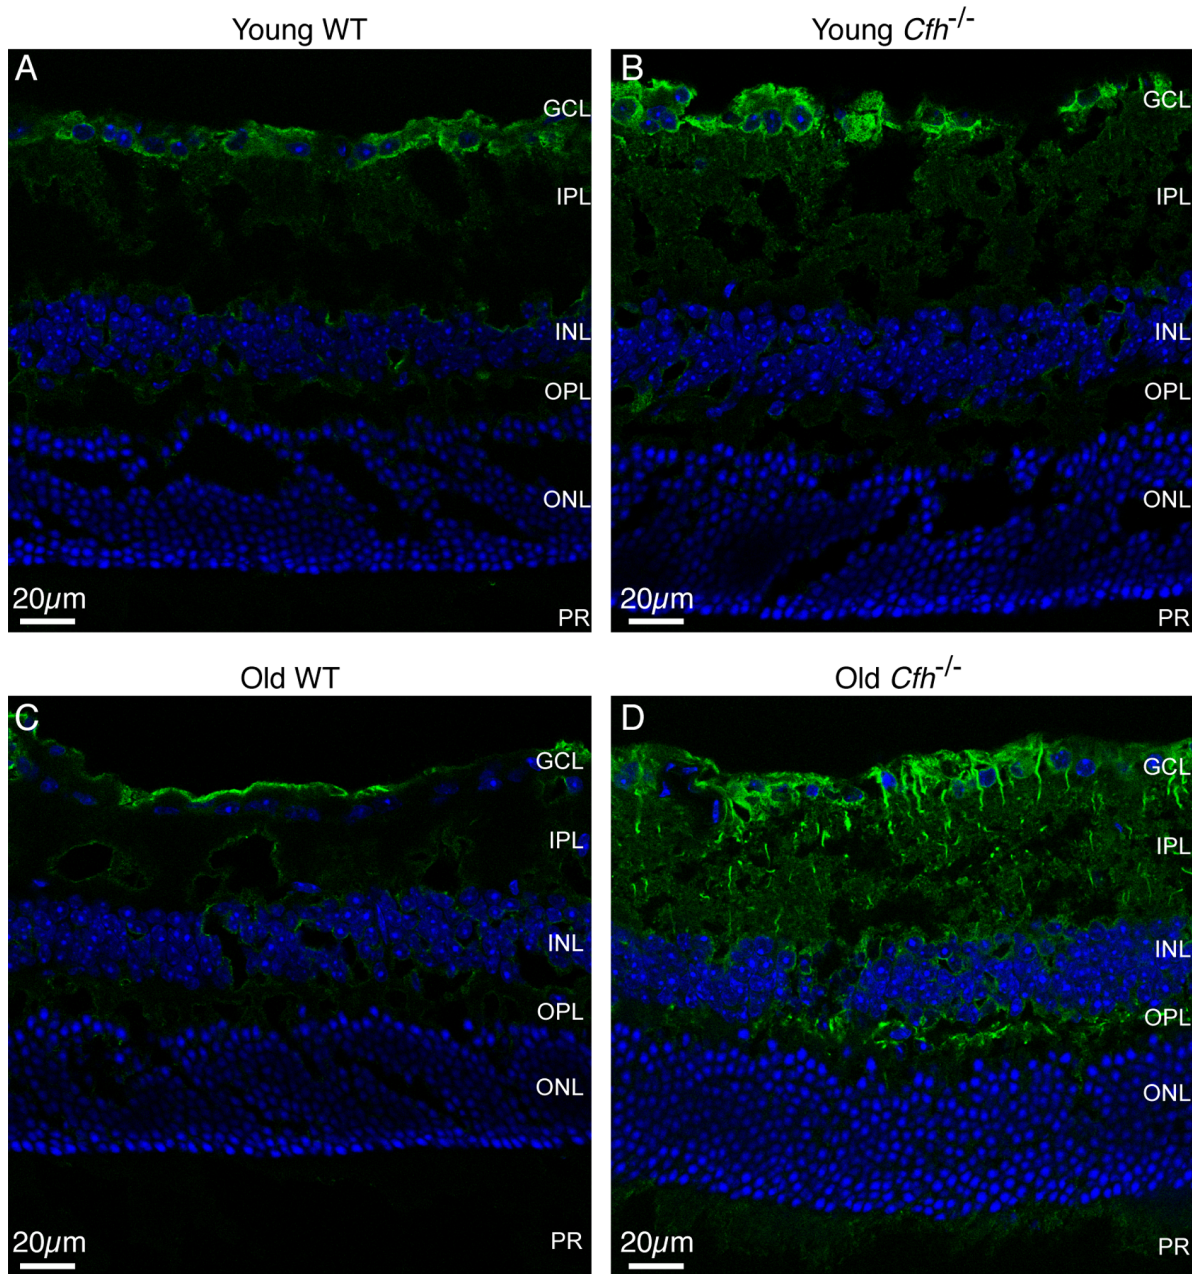 Young WT
Young Cfh-/-
A
GCL
IPL
INL
OPL
ONL
20µm
PR
B
GCL
IPL
INL
OPL
ONL
20µm
PR
Old WT
Old Cfh-/-
C
GCL
IPL
INL
OPL
ONL
20µm
PR
D
GCL
IPL
INL
OPL
ONL
20µm
PR